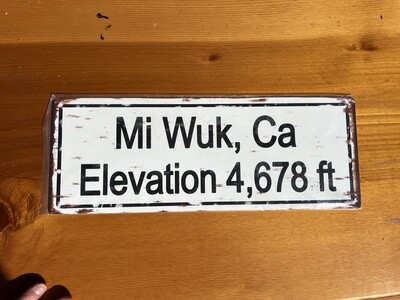 Mi Wuk, Ca
Elevation 4,678 ft